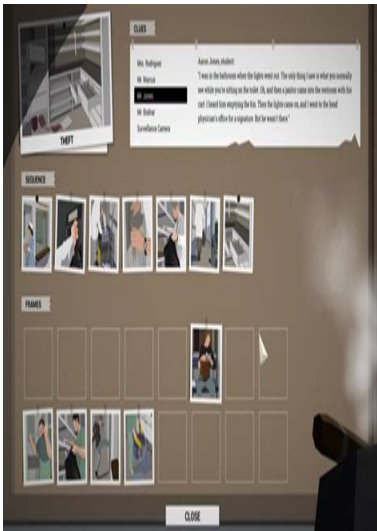 CLUES
Mrs. Rodriguez
Mr. Marcus
Mr. Jones
Mr. Bodnar
Surveillance Camera
Aaron Jones, student:
"I was in the bathroom when the lights went out. The only thing I saw is what you normally
see while you're sitting on the toilet. Oh, and then a janitor came into the restroom with his
cart. I heard him emptying the bin. Then the lights came on, and I went to the head
physician's office for a signature. But he wasn't there."
THEFT
SEQUENCE
FRAMES
CLOSE